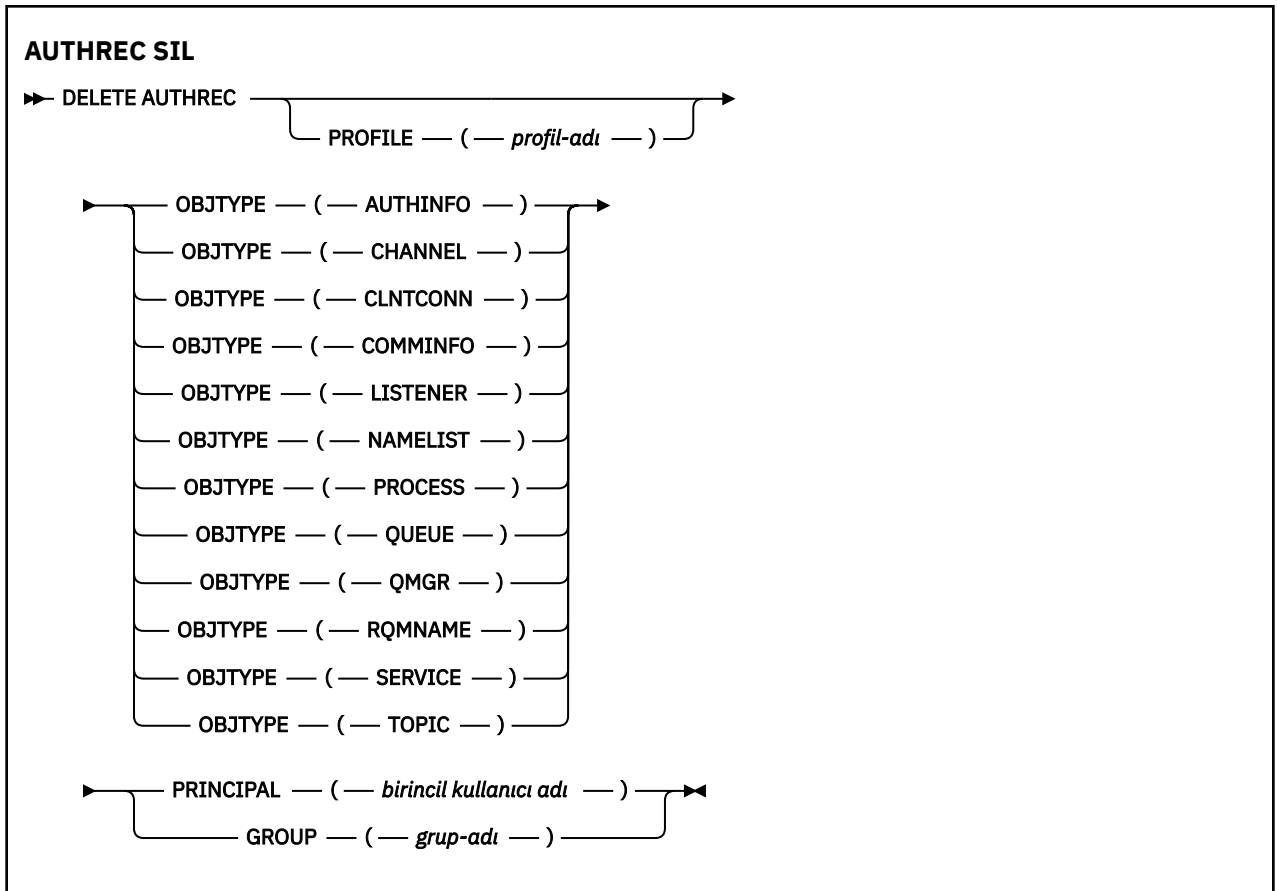 AUTHREC SIL
DELETE AUTHREC
PROFILE ( profil-adı )
OBJTYPE ( AUTHINFO )
OBJTYPE ( CHANNEL )
OBJTYPE ( CLNTCONN )
OBJTYPE ( COMMINFO )
OBJTYPE ( LISTENER )
OBJTYPE ( NAMELIST )
OBJTYPE ( PROCESS )
OBJTYPE ( QUEUE )
OBJTYPE ( QMGR )
OBJTYPE ( RQMNAME )
OBJTYPE ( SERVICE )
OBJTYPE ( TOPIC )
PRINCIPAL ( birincil kullanıcı adı )
GROUP ( grup-adı )